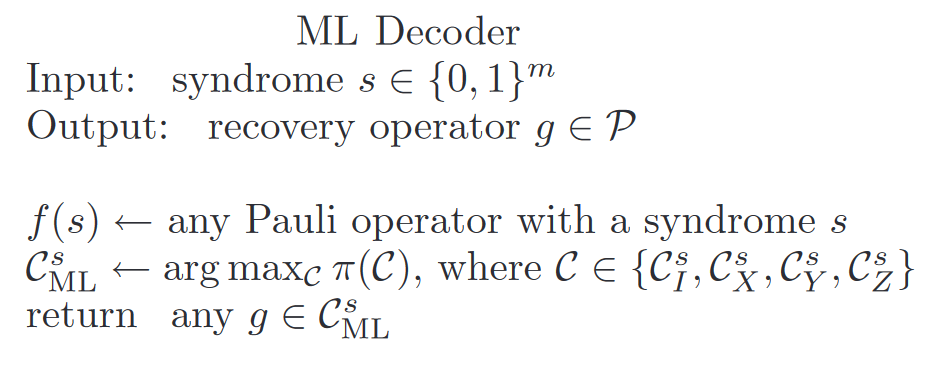 ML Decoder
Input: syndrome s ∈ {0, 1}^m
Output: recovery operator g ∈ 𝒫
f(s) ← any Pauli operator with a syndrome s
𝒞^s_ML ← arg max_𝒞 π(𝒞), where 𝒞 ∈ {𝒞^s_I, 𝒞^s_X, 𝒞^s_Y, 𝒞^s_Z}
return any g ∈ 𝒞^s_ML